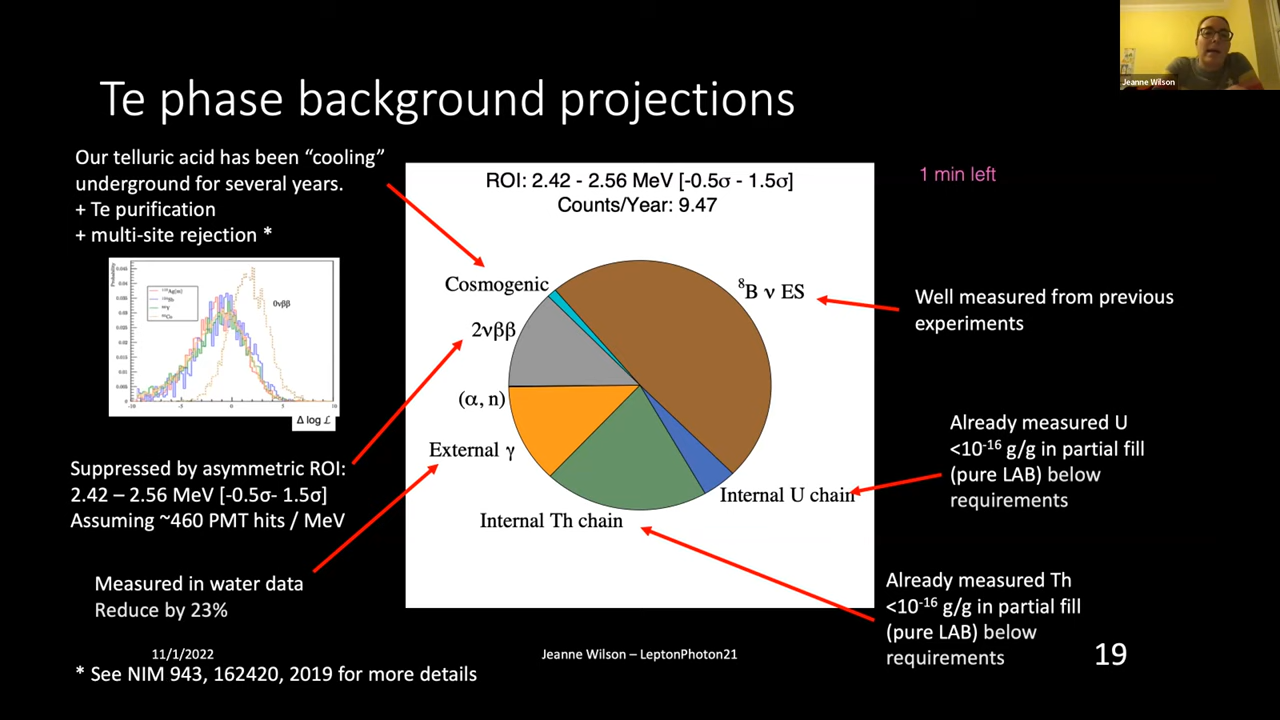 Jeanne Wilson
Te phase background projections
Our telluric acid has been “cooling”
underground for several years.
+ Te purification
+ multi-site rejection *
Probability
0νββ
-10
-5
0
5
10
Δ log ℒ
Suppressed by asymmetric ROI:
2.42 – 2.56 MeV [-0.5σ- 1.5σ]
Assuming ~460 PMT hits / MeV
Measured in water data
Reduce by 23%
ROI: 2.42 - 2.56 MeV [-0.5σ - 1.5σ]
Counts/Year: 9.47
Cosmogenic
⁸B ν ES
2νββ
(α, n)
External γ
Internal Th chain
Internal U chain
1 min left
Well measured from previous
experiments
Already measured U
<10⁻¹⁶ g/g in partial fill
(pure LAB) below
requirements
Already measured Th
<10⁻¹⁶ g/g in partial fill
(pure LAB) below
requirements
11/1/2022
Jeanne Wilson – LeptonPhoton21
19
* See NIM 943, 162420, 2019 for more details